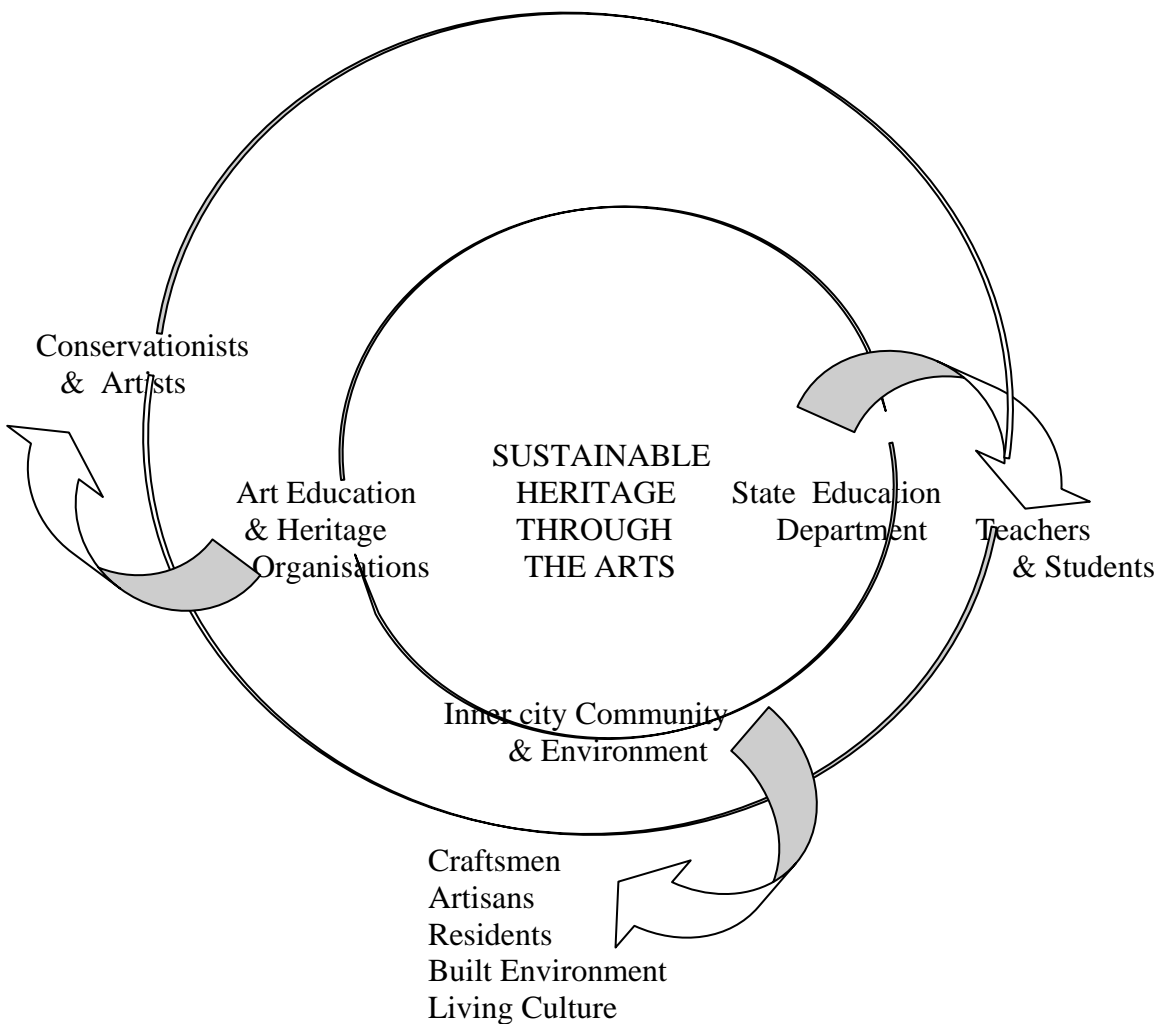 Conservationists
& Artists
SUSTAINABLE
HERITAGE
THROUGH
THE ARTS
Art Education
& Heritage
Organisations
State Education
Department
Teachers
& Students
Inner city Community
& Environment
Craftsmen
Artisans
Residents
Built Environment
Living Culture